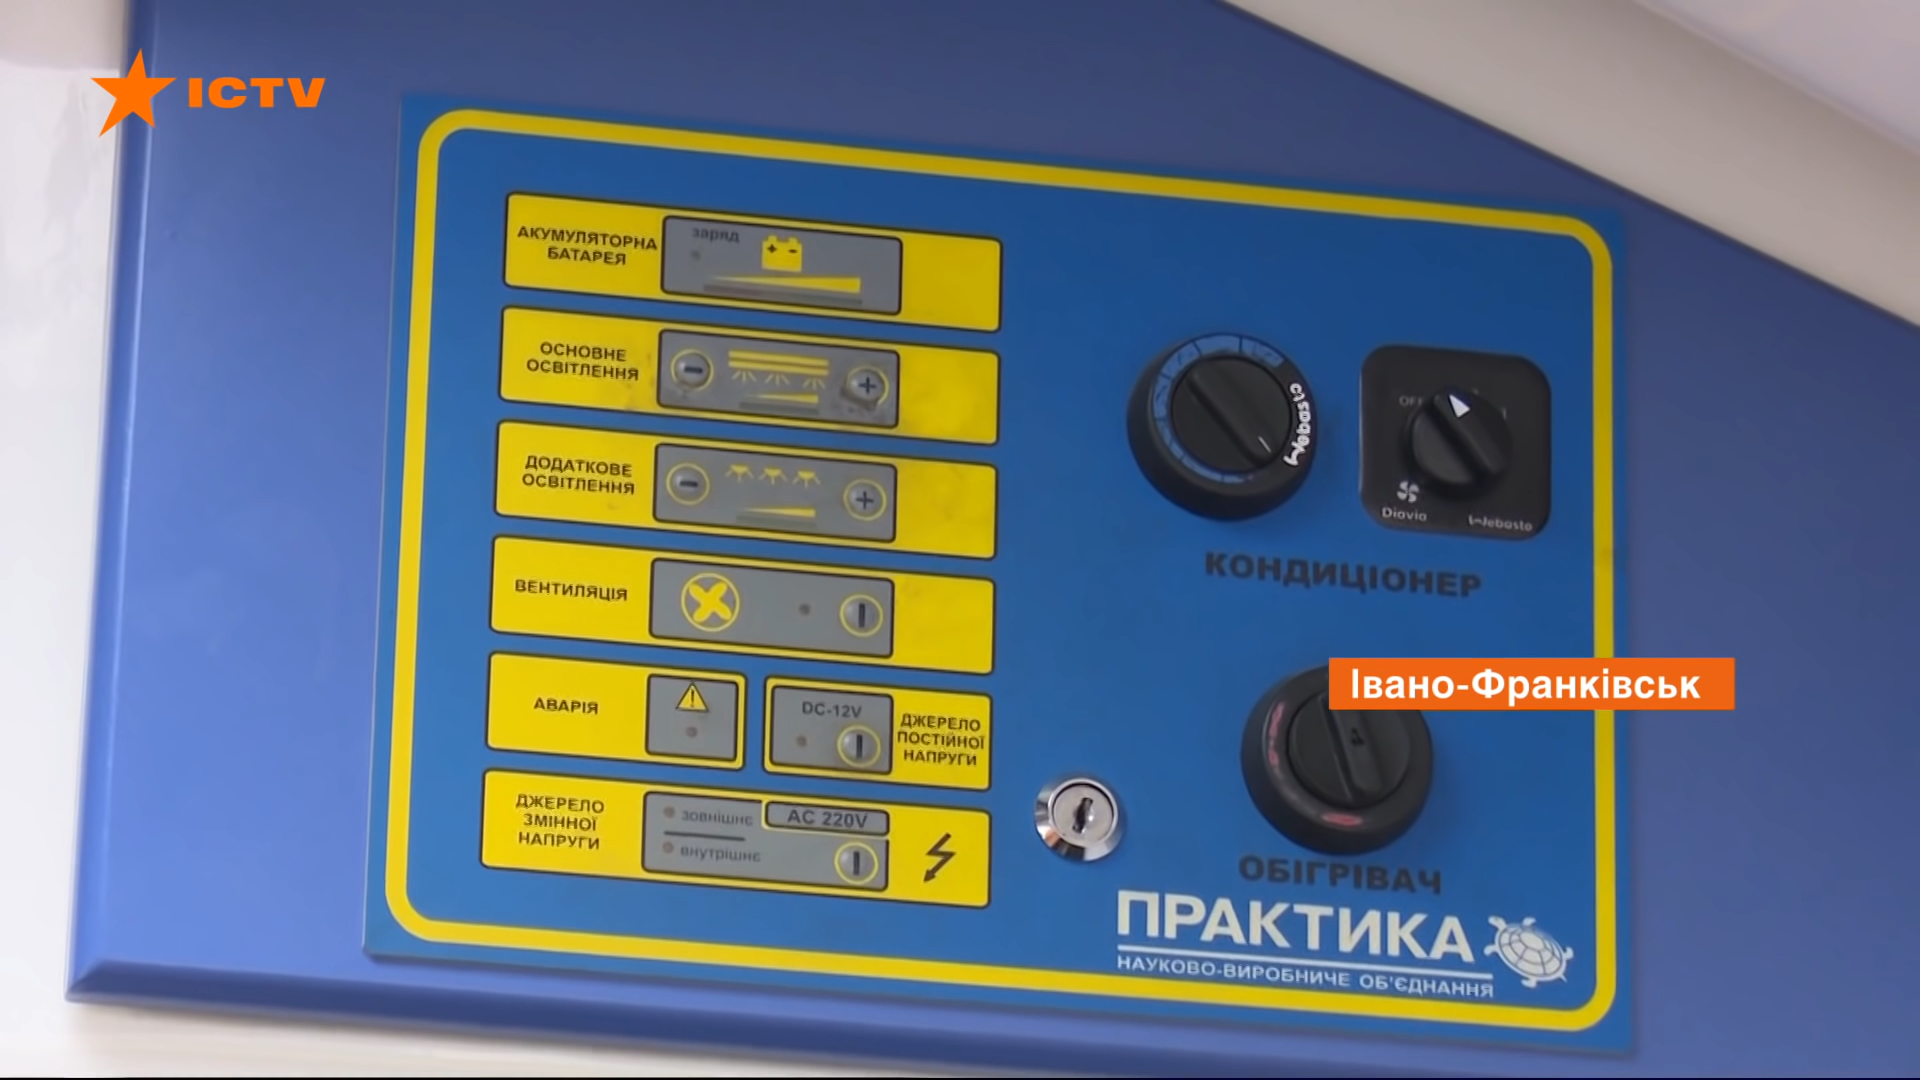 ICTV
АКУМУЛЯТОРНА
БАТАРЕЯ
заряд
ОСНОВНЕ
ОСВІТЛЕННЯ
ДОДАТКОВЕ
ОСВІТЛЕННЯ
ВЕНТИЛЯЦІЯ
АВАРІЯ
DC-12V
ДЖЕРЕЛО
ПОСТІЙНОЇ
НАПРУГИ
ДЖЕРЕЛО
ЗМІННОЇ
НАПРУГИ
зовнішнє
внутрішнє
AC 220V
Webasto
OFF
Diavia
Webasto
КОНДИЦІОНЕР
Івано-Франківськ
ОБІГРІВАЧ
ПРАКТИКА
НАУКОВО-ВИРОБНИЧЕ ОБ'ЄДНАННЯ